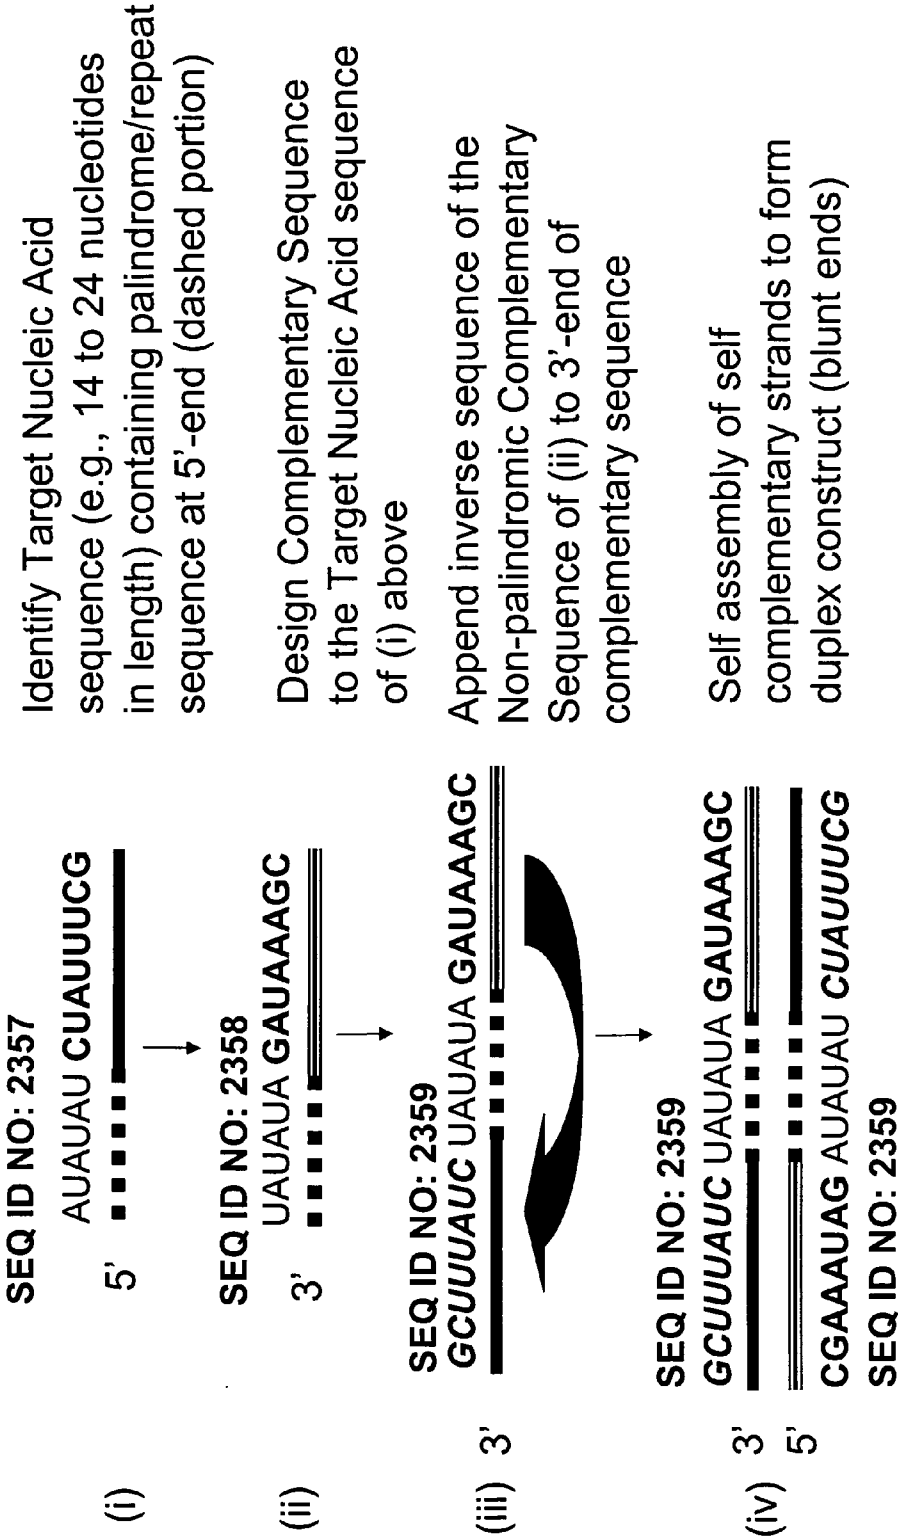 (i)
SEQ ID NO: 2357
AUAUAU CUAUUUCG
5’
Identify Target Nucleic Acid
sequence (e.g., 14 to 24 nucleotides
in length) containing palindrome/repeat
sequence at 5’-end (dashed portion)
(ii)
SEQ ID NO: 2358
UAUAUA GAUAAAGC
3’
Design Complementary Sequence
to the Target Nucleic Acid sequence
of (i) above
(iii)
SEQ ID NO: 2359
GCUUUAUC UAUAUA GAUAAAGC
3’
Append inverse sequence of the
Non-palindromic Complementary
Sequence of (ii) to 3’-end of
complementary sequence
(iv)
SEQ ID NO: 2359
GCUUUAUC UAUAUA GAUAAAGC
3’
5’
CGAAAUAG AUAUAU CUAUUUCG
SEQ ID NO: 2359
Self assembly of self
complementary strands to form
duplex construct (blunt ends)